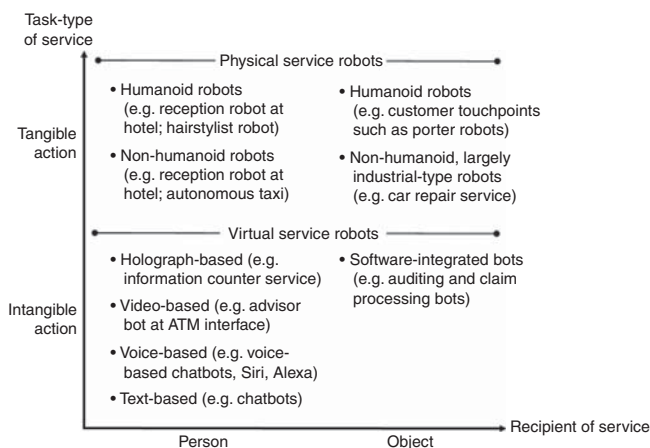 Task-type
of service
Physical service robots
Tangible
action
• Humanoid robots
(e.g. reception robot at
hotel; hairstylist robot)
• Non-humanoid robots
(e.g. reception robot at
hotel; autonomous taxi)
• Humanoid robots
(e.g. customer touchpoints
such as porter robots)
• Non-humanoid, largely
industrial-type robots
(e.g. car repair service)
Virtual service robots
Intangible
action
• Holograph-based (e.g.
information counter service)
• Video-based (e.g. advisor
bot at ATM interface)
• Voice-based (e.g. voice-
based chatbots, Siri, Alexa)
• Text-based (e.g. chatbots)
• Software-integrated bots
(e.g. auditing and claim
processing bots)
Recipient of service
Person
Object